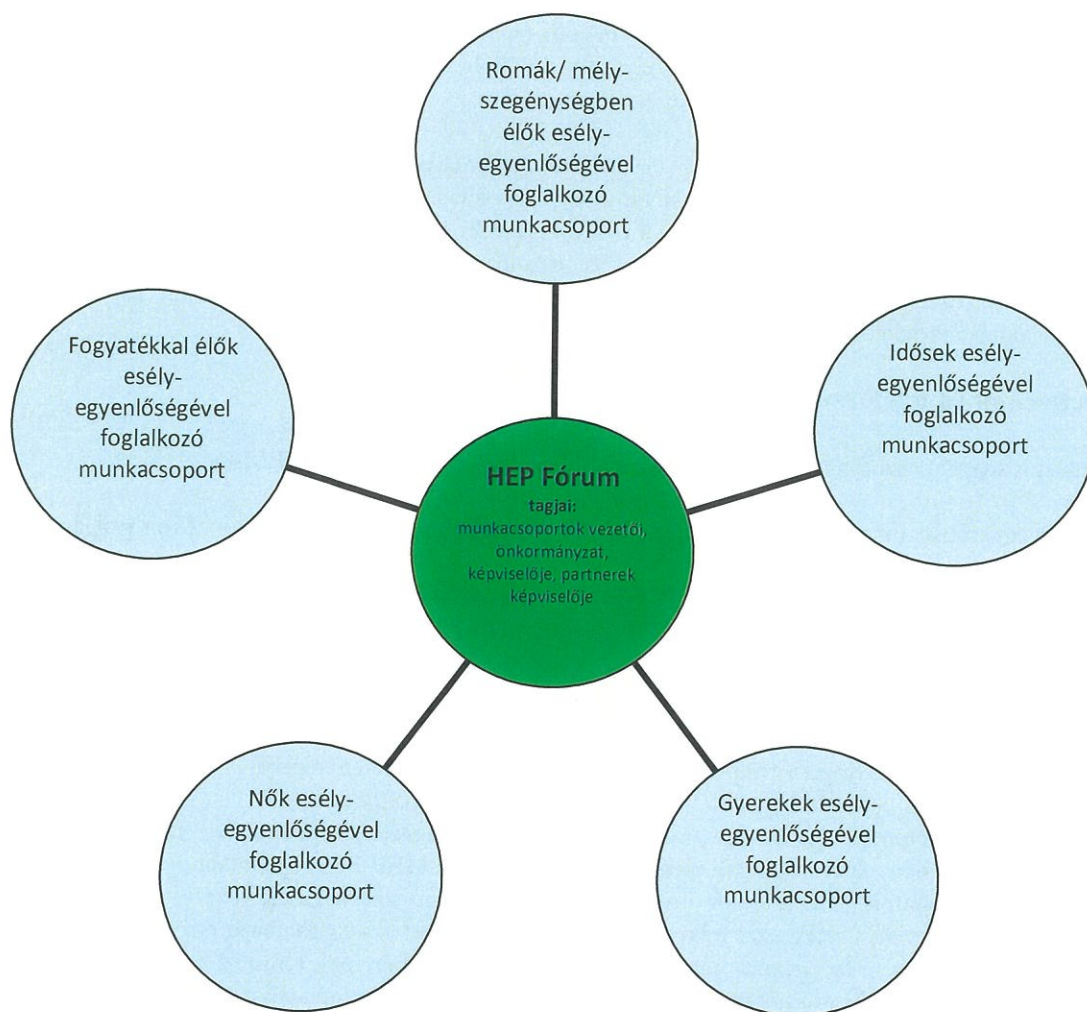 Romák/ mély-
szegénységben
élők esély-
egyenlőségével
foglalkozó
munkacsoport
Fogyatékkal élők
esély-
egyenlőségével
foglalkozó
munkacsoport
Idősek esély-
egyenlőségével
foglalkozó
munkacsoport
HEP Fórum
tagjai:
munkacsoportok vezetői,
önkormányzat,
képviselője, partnerek
képviselője
Nők esély-
egyenlőségével
foglalkozó
munkacsoport
Gyerekek esély-
egyenlőségével
foglalkozó
munkacsoport